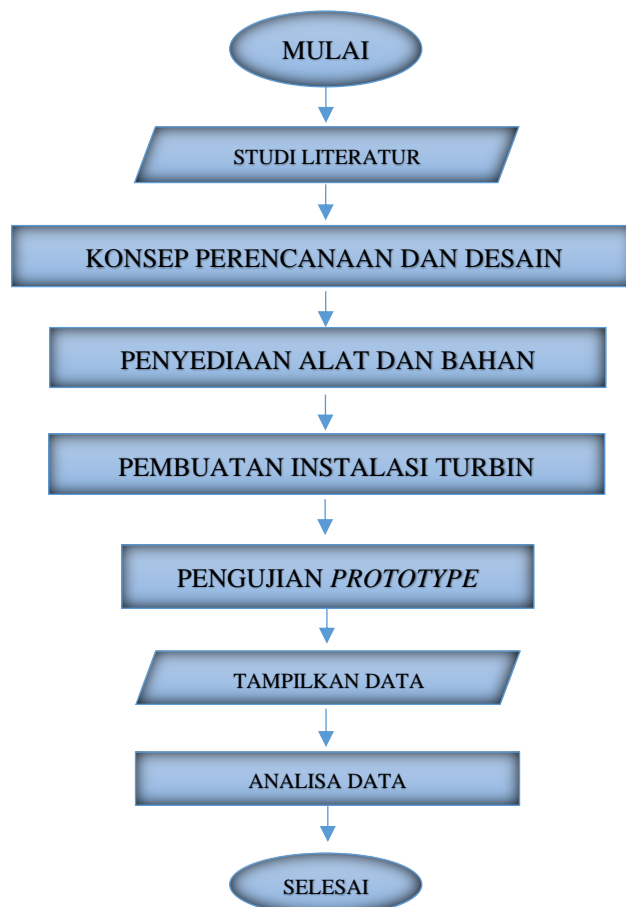 MULAI
STUDI LITERATUR
KONSEP PERENCANAAN DAN DESAIN
PENYEDIAAN ALAT DAN BAHAN
PEMBUATAN INSTALASI TURBIN
PENGUJIAN PROTOTYPE
TAMPILKAN DATA
ANALISA DATA
SELESAI